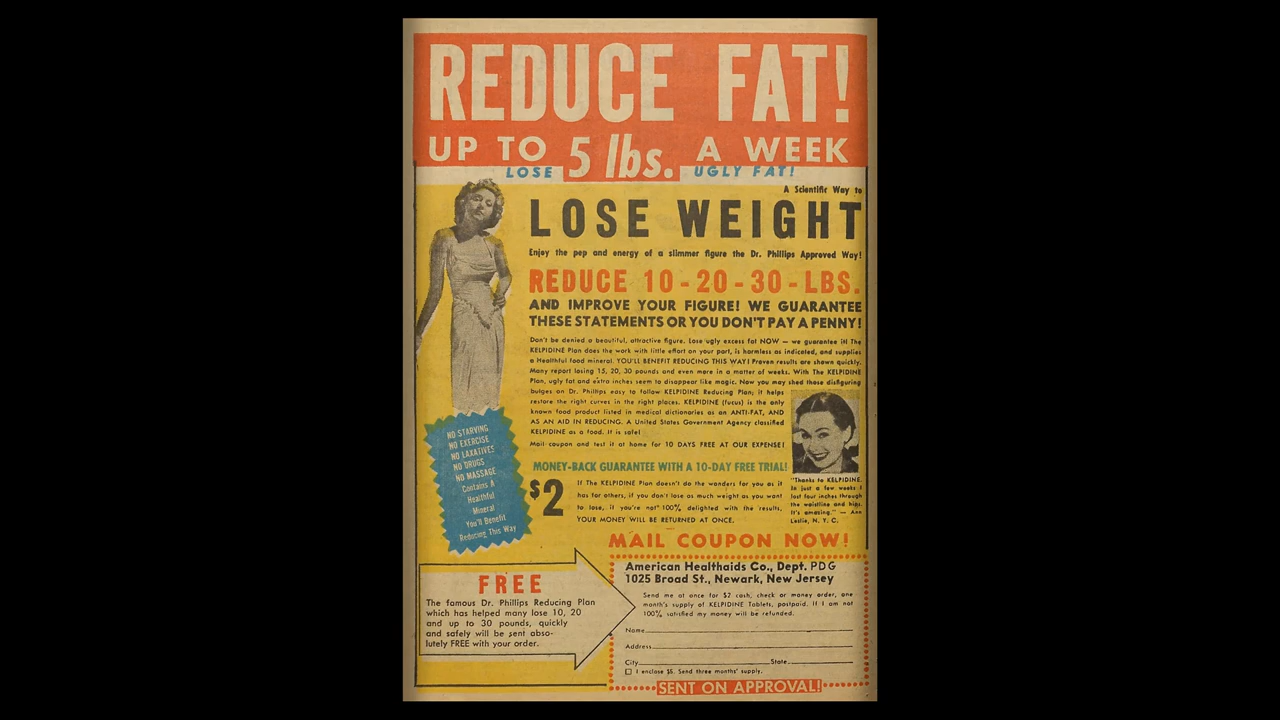 REDUCE FAT!
UP TO 5 lbs. A WEEK
LOSE UGLY FAT!
A Scientific Way to
LOSE WEIGHT
Enjoy the pep and energy of a slimmer figure the Dr. Phillips Approved Way!
REDUCE 10-20-30-LBS.
AND IMPROVE YOUR FIGURE! WE GUARANTEE
THESE STATEMENTS OR YOU DON'T PAY A PENNY!
Don't be denied a beautiful, attractive figure. Lose ugly excess fat NOW — we guarantee it! The
KELPIDINE Plan does the work with little effort on your part, is harmless as indicated, and supplies
a Healthful food mineral. YOU'LL BENEFIT REDUCING THIS WAY! Proven results are shown quickly.
Many report losing 15, 20, 30 pounds and even more in a matter of weeks. With The KELPIDINE
Plan, ugly fat and extra inches seem to disappear like magic. Now you may shed those disfiguring
bulges on Dr. Phillips easy to follow KELPIDINE Reducing Plan; it helps
restore the right curves in the right places. KELPIDINE (fucus) is the only
known food product listed in medical dictionaries as an ANTI-FAT, AND
AS AN AID IN REDUCING. A United States Government Agency classified
KELPIDINE as a food. It is safe!
Mail coupon and test it at home for 10 DAYS FREE AT OUR EXPENSE!
MONEY-BACK GUARANTEE WITH A 10-DAY FREE TRIAL!
$2
If The KELPIDINE Plan doesn't do the wonders for you as it
has for others, if you don't lose as much weight as you want
to lose, if you're not 100% delighted with the results,
YOUR MONEY WILL BE RETURNED AT ONCE.
"Thanks to KELPIDINE.
In just a few weeks I
lost four inches through
the waistline and hips.
It's amazing." — Ann
Leslie, N. Y. C.
NO STARVING
NO EXERCISE
NO LAXATIVES
NO DRUGS
NO MASSAGE
Contains A
Healthful
Mineral
You'll Benefit
Reducing This Way
MAIL COUPON NOW!
FREE
The famous Dr. Phillips Reducing Plan
which has helped many lose 10, 20
and up to 30 pounds, quickly
and safely will be sent abso-
lutely FREE with your order.
American Healthaids Co., Dept. PDG
1025 Broad St., Newark, New Jersey
Send me at once for $2 cash, check or money order, one
month's supply of KELPIDINE Tablets, postpaid. If I am not
100% satisfied my money will be refunded.
Name
Address
City State
I enclose $5. Send three months' supply.
SENT ON APPROVAL!